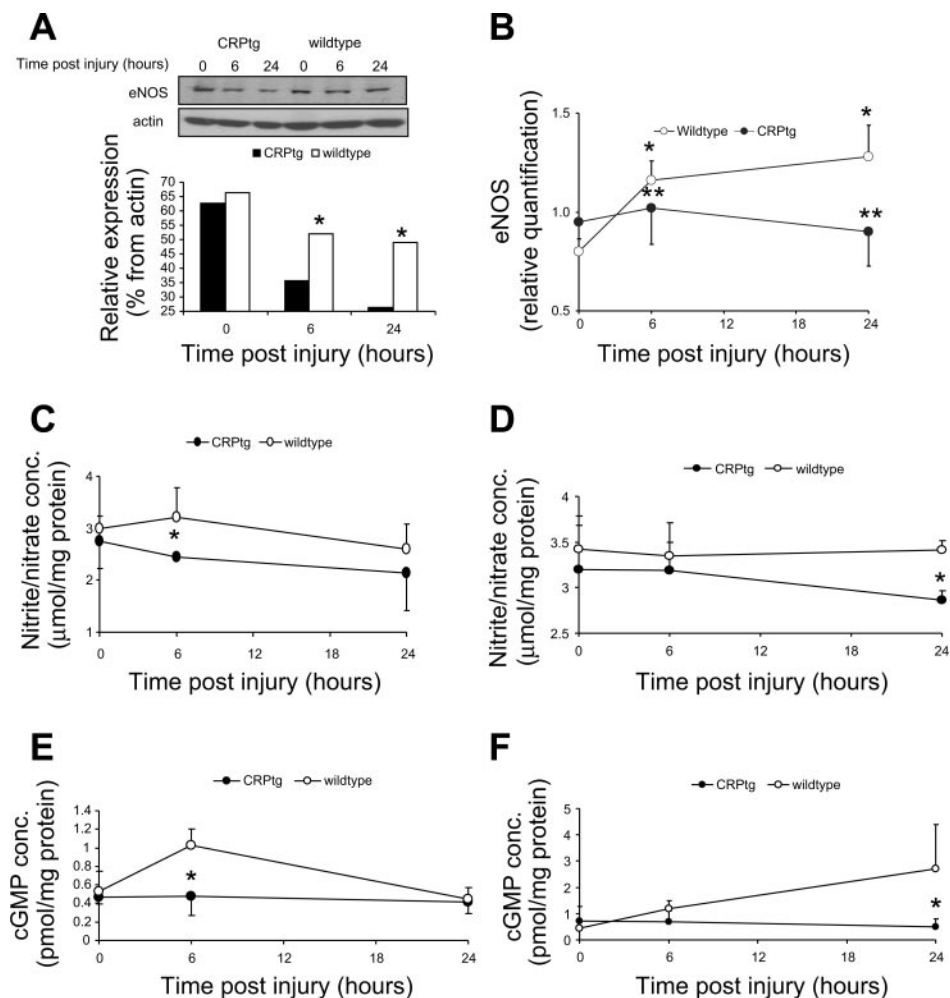 A
CRPtg wildtype
Time post injury (hours) 0 6 24 0 6 24
eNOS
actin
CRPtg wildtype
Relative expression
(% from actin)
70
65
60
55
50
45
40
35
30
25
* *
0 6 24
Time post injury (hours)
B
Wildtype CRPtg
eNOS
(relative quantification)
1.5
1.0
0.5
* *
** **
0 6 12 18 24
Time post injury (hours)
C
CRPtg wildtype
Nitrite/nitrate conc.
(μmol/mg protein)
4
3
2
1
*
0 6 12 18 24
Time post injury (hours)
D
CRPtg wildtype
Nitrite/nitrate conc.
(μmol/mg protein)
4
3.5
3
2.5
*
0 6 12 18 24
Time post injury (hours)
E
CRPtg wildtype
cGMP conc.
(pmol/mg protein)
1.4
1.2
1
0.8
0.6
0.4
0.2
0
*
0 6 12 18 24
Time post injury (hours)
F
CRPtg wildtype
cGMP conc.
(pmol/mg protein)
5
4
3
2
1
0
*
0 6 12 18 24
Time post injury (hours)